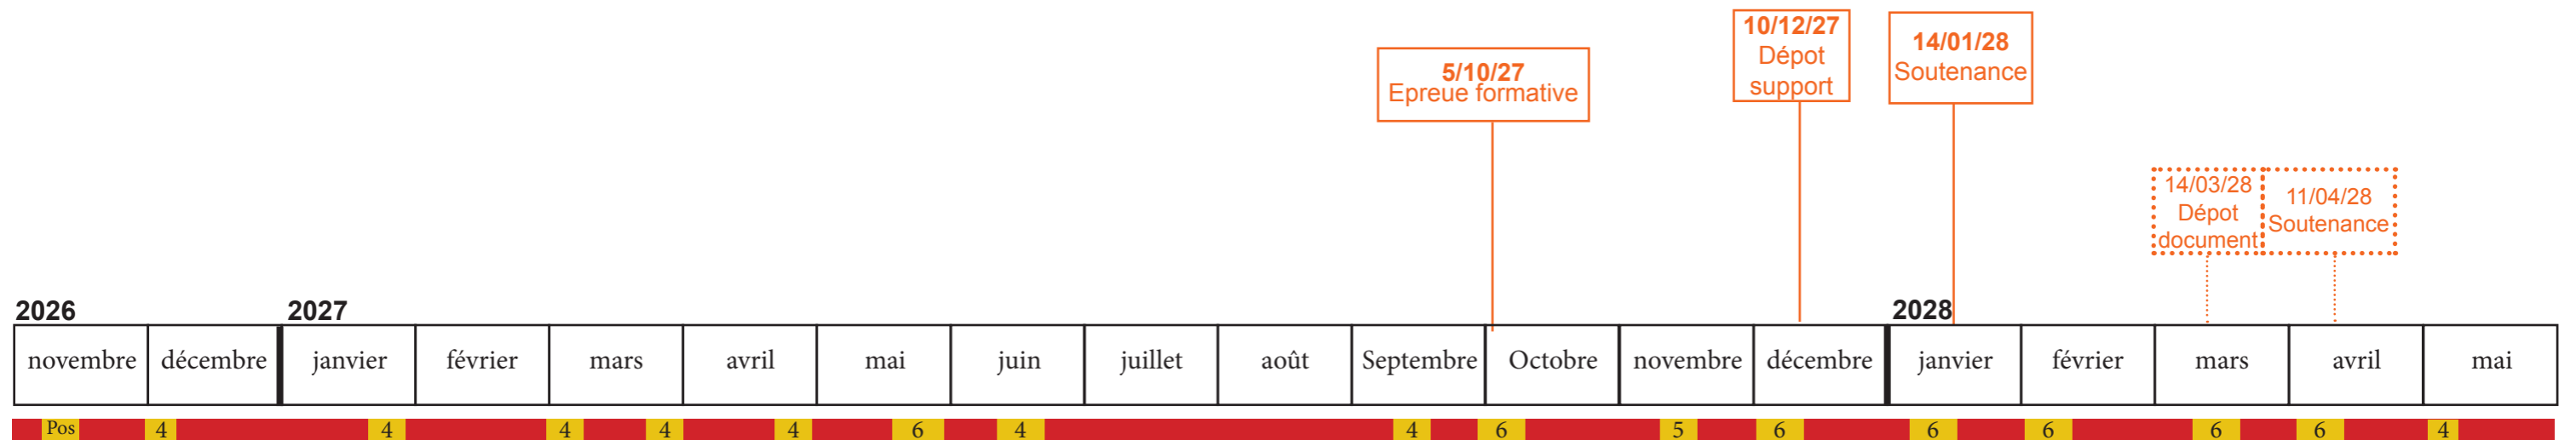 10/12/27
Dépot
support
14/01/28
Soutenance
5/10/27
Epreue formative
14/03/28
Dépot
document
11/04/28
Soutenance
2026
2027
2028
novembre décembre janvier février mars avril mai juin juillet août Septembre Octobre novembre décembre janvier février mars avril mai
Pos 4 4 4 4 4 6 4 4 6 5 6 6 6 6 6 4